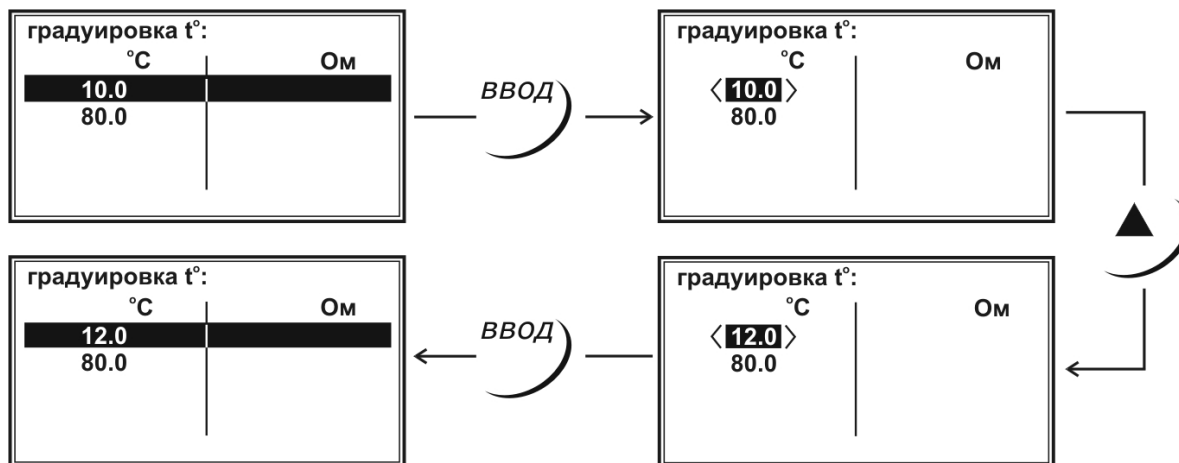 градуировка t°:
°C Ом
10.0
80.0
ВВОД
градуировка t°:
°C Ом
〈 10.0 〉
80.0
градуировка t°:
°C Ом
12.0
80.0
ВВОД
градуировка t°:
°C Ом
〈 12.0 〉
80.0